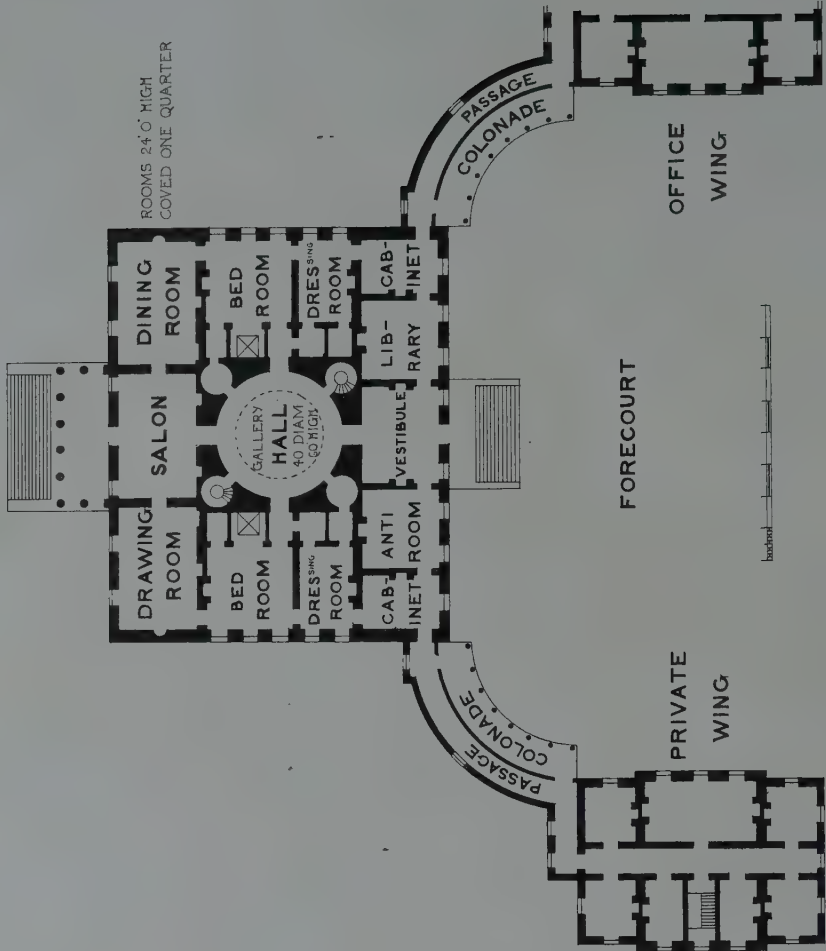 ROOMS 24'0" HIGH
COVED ONE QUARTER
DRAWING
ROOM
SALON
DINING
ROOM
BED
ROOM
GALLERY
HALL
40 DIAM
60 HIGH
BED
ROOM
DRESSING
ROOM
DRESSING
ROOM
CAB-
INET
ANTI
ROOM
VESTIBULE
LIB-
RARY
CAB-
INET
PASSAGE
COLONADE
PASSAGE
COLONADE
FORECOURT
PRIVATE
WING
OFFICE
WING